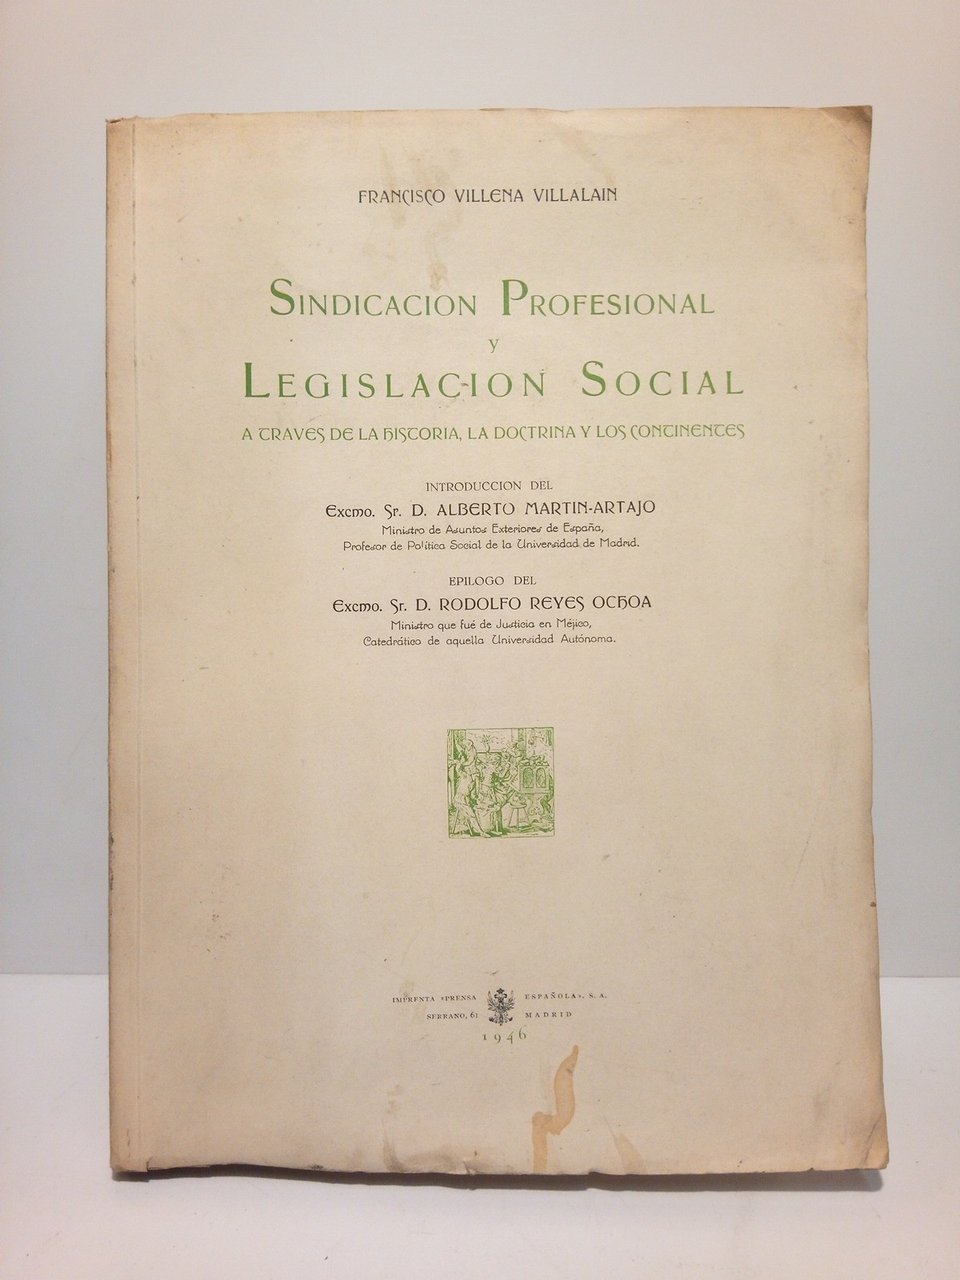 FRANCISCO VILLENA VILLALAIN
SINDICACION PROFESIONAL
Y
LEGISLACION SOCIAL
A TRAVES DE LA HISTORIA, LA DOCTRINA Y LOS CONTINENTES
INTRODUCCION DEL
Excmo. Sr. D. ALBERTO MARTIN-ARTAJO
Ministro de Asuntos Exteriores de España,
Profesor de Política Social de la Universidad de Madrid.
EPILOGO DEL
Excmo. Sr. D. RODOLFO REYES OCHOA
Ministro que fué de Justicia en Méjico,
Catedrático de aquella Universidad Autónoma.
IMPRENTA «PRENSA ESPAÑOLA», S. A.
SERRANO, 61 MADRID
1946